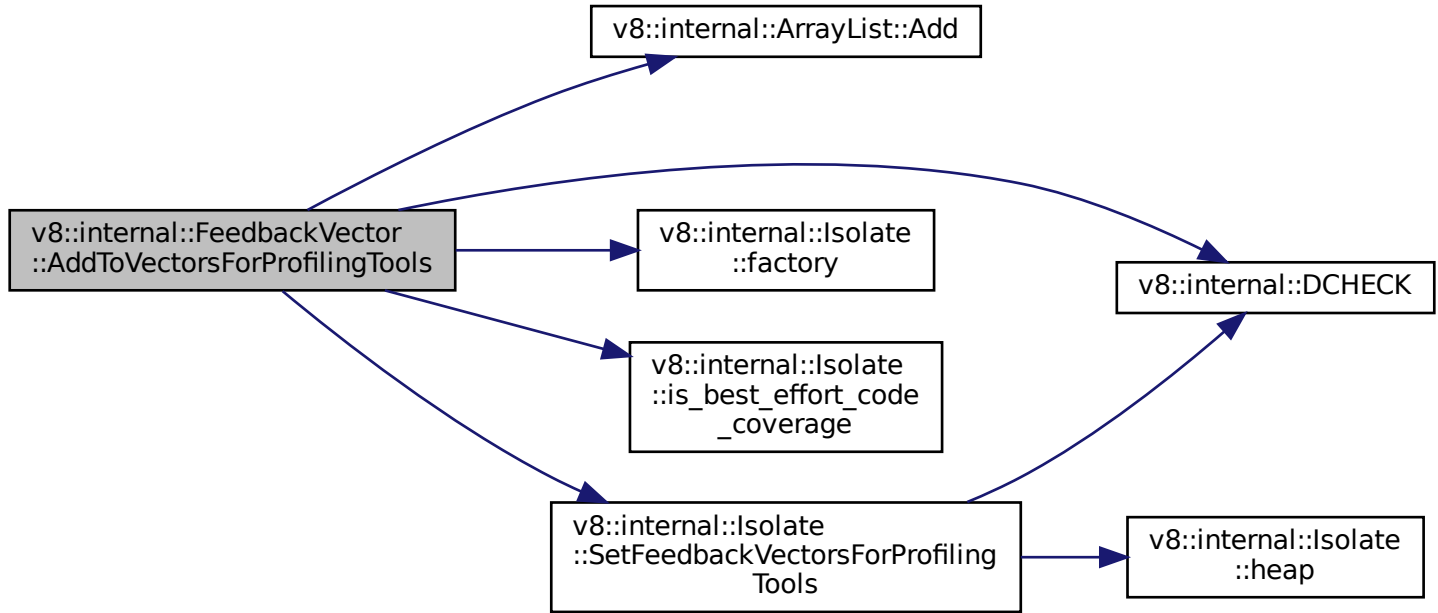 v8::internal::ArrayList::Add
v8::internal::FeedbackVector
::AddToVectorsForProfilingTools
v8::internal::Isolate
::factory
v8::internal::DCHECK
v8::internal::Isolate
::is_best_effort_code
_coverage
v8::internal::Isolate
::SetFeedbackVectorsForProfiling
Tools
v8::internal::Isolate
::heap